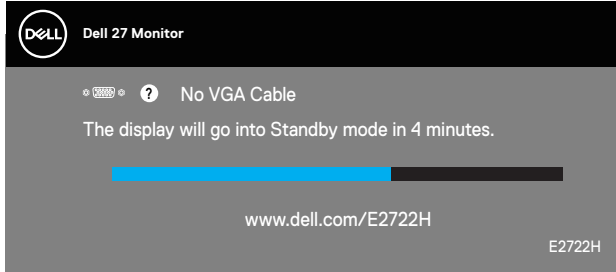 DELL
Dell 27 Monitor
? No VGA Cable
The display will go into Standby mode in 4 minutes.
www.dell.com/E2722H
E2722H